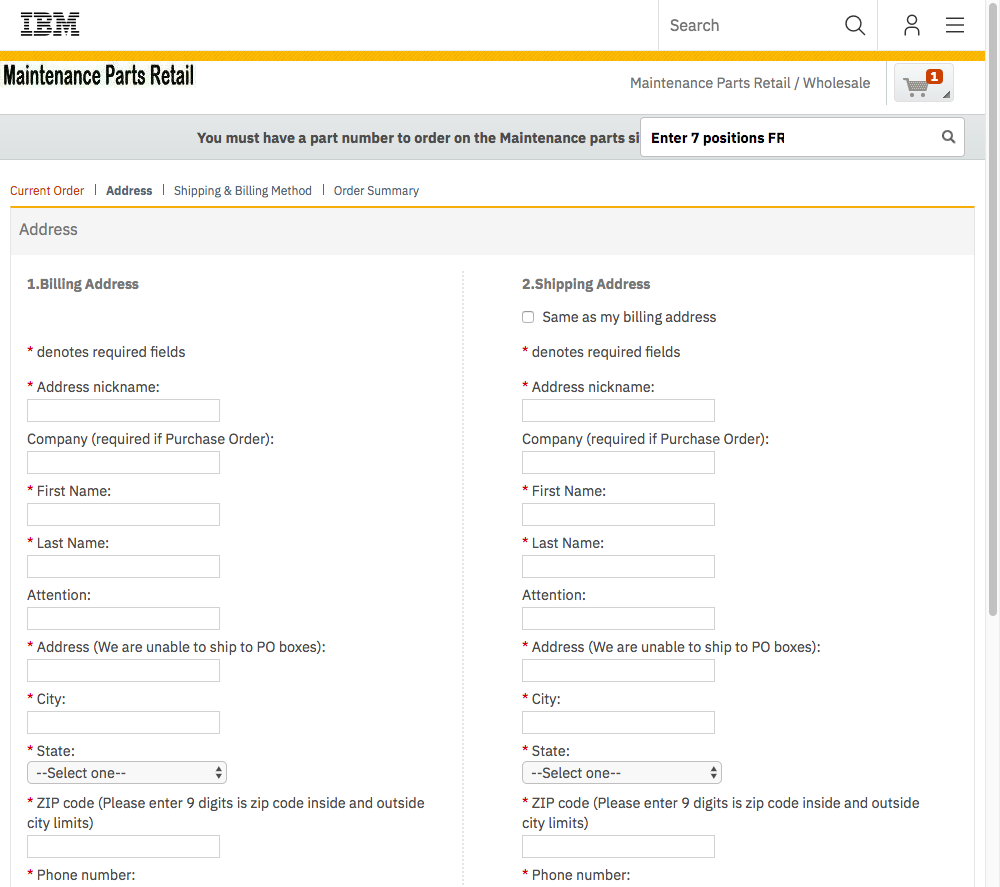 IBM
Search
Maintenance Parts Retail
Maintenance Parts Retail / Wholesale
1
You must have a part number to order on the Maintenance parts si
Enter 7 positions FR
Current Order | Address | Shipping & Billing Method | Order Summary
Address
1.Billing Address
* denotes required fields
* Address nickname:
Company (required if Purchase Order):
* First Name:
* Last Name:
Attention:
* Address (We are unable to ship to PO boxes):
* City:
* State:
--Select one--
* ZIP code (Please enter 9 digits is zip code inside and outside
city limits)
* Phone number:
2.Shipping Address
Same as my billing address
* denotes required fields
* Address nickname:
Company (required if Purchase Order):
* First Name:
* Last Name:
Attention:
* Address (We are unable to ship to PO boxes):
* City:
* State:
--Select one--
* ZIP code (Please enter 9 digits is zip code inside and outside
city limits)
* Phone number: